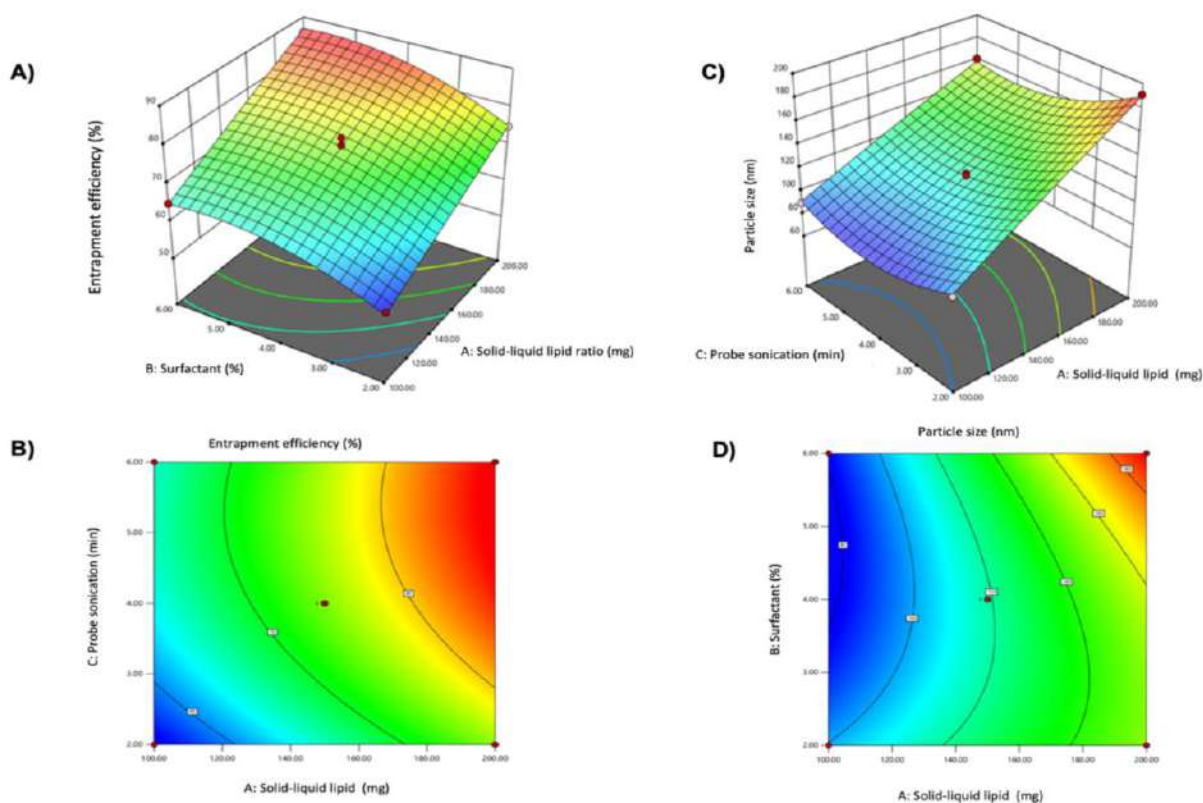 A)
Entrapment efficiency (%)
90
80
70
60
50
6.00
5.00
4.00
3.00
2.00
B: Surfactant (%)
200.00
180.00
160.00
140.00
120.00
100.00
A: Solid-liquid lipid ratio (mg)
C)
Particle size (nm)
200
180
160
140
120
100
80
60
6.00
5.00
4.00
3.00
2.00
C: Probe sonication (min)
200.00
180.00
160.00
140.00
120.00
100.00
A: Solid-liquid lipid (mg)
B)
Entrapment efficiency (%)
6.00
5.00
4.00
3.00
2.00
C: Probe sonication (min)
100.00 120.00 140.00 160.00 180.00 200.00
A: Solid-liquid lipid (mg)
D)
Particle size (nm)
6.00
5.00
4.00
3.00
2.00
B: Surfactant (%)
100.00 120.00 140.00 160.00 180.00 200.00
A: Solid-liquid lipid (mg)